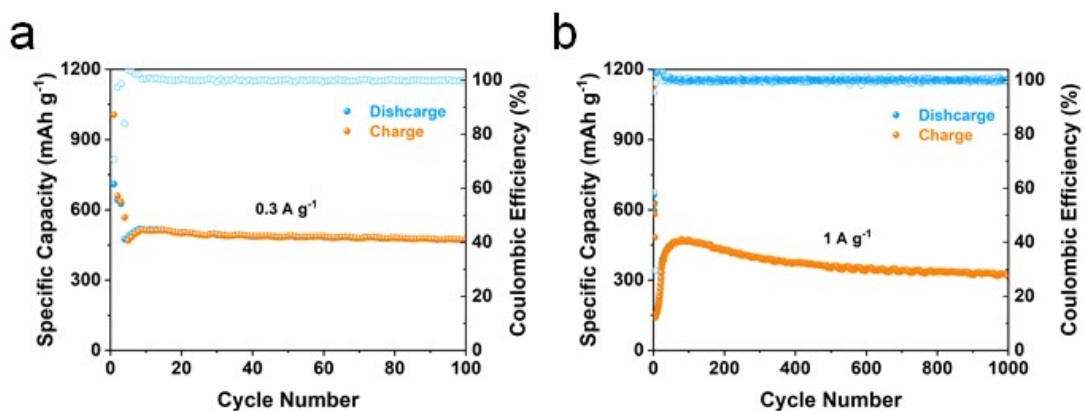 a
1200
900
600
300
0
0
20
40
60
80
100
100
80
60
40
20
0
Specific Capacity (mAh g⁻¹)
Coulombic Efficiency (%)
Cycle Number
Dishcarge
Charge
0.3 A g⁻¹
b
1200
900
600
300
0
0
200
400
600
800
1000
100
80
60
40
20
0
Specific Capacity (mAh g⁻¹)
Coulombic Efficiency (%)
Cycle Number
Dishcarge
Charge
1 A g⁻¹